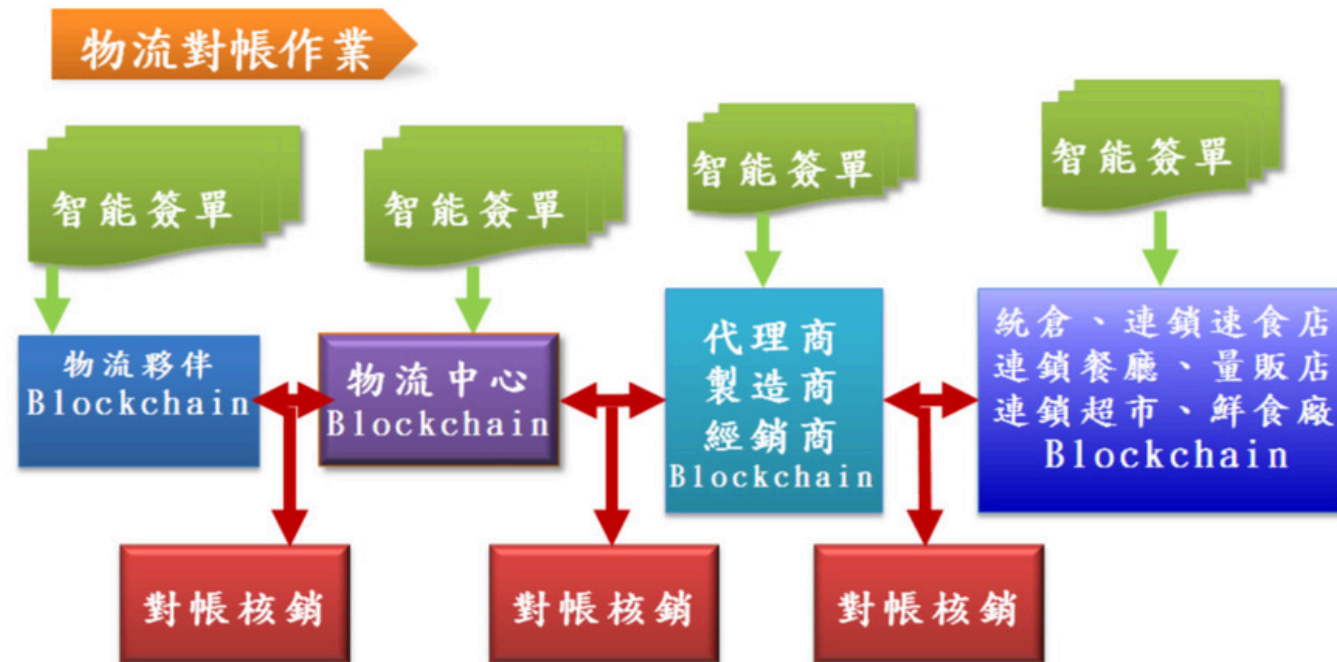 物流對帳作業
智能簽單
智能簽單
智能簽單
智能簽單
物流夥伴
Blockchain
物流中心
Blockchain
代理商
製造商
經銷商
Blockchain
統倉、連鎖速食店
連鎖餐廳、量販店
連鎖超市、鮮食廠
Blockchain
對帳核銷
對帳核銷
對帳核銷